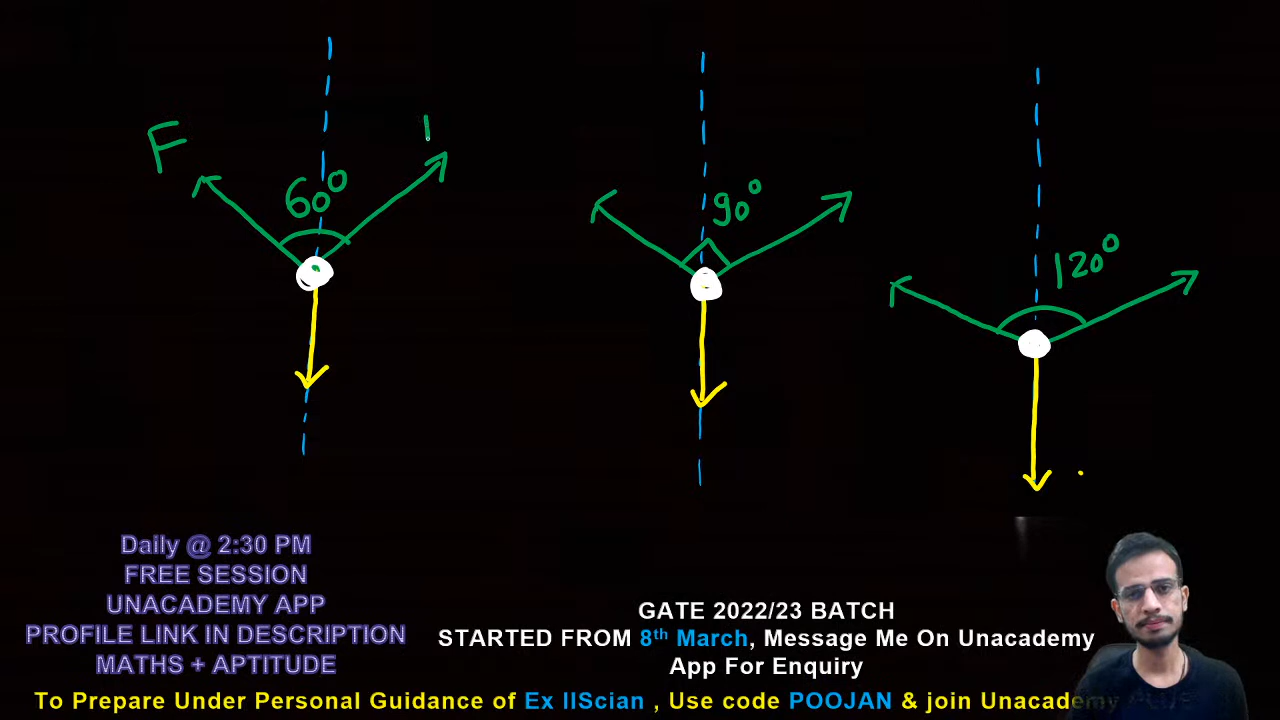 F
60°
90°
120°
Daily @ 2:30 PM
FREE SESSION
UNACADEMY APP
PROFILE LINK IN DESCRIPTION
MATHS + APTITUDE
GATE 2022/23 BATCH
STARTED FROM 8th March, Message Me On Unacademy
App For Enquiry
To Prepare Under Personal Guidance of Ex IIScian , Use code POOJAN & join Unacademy